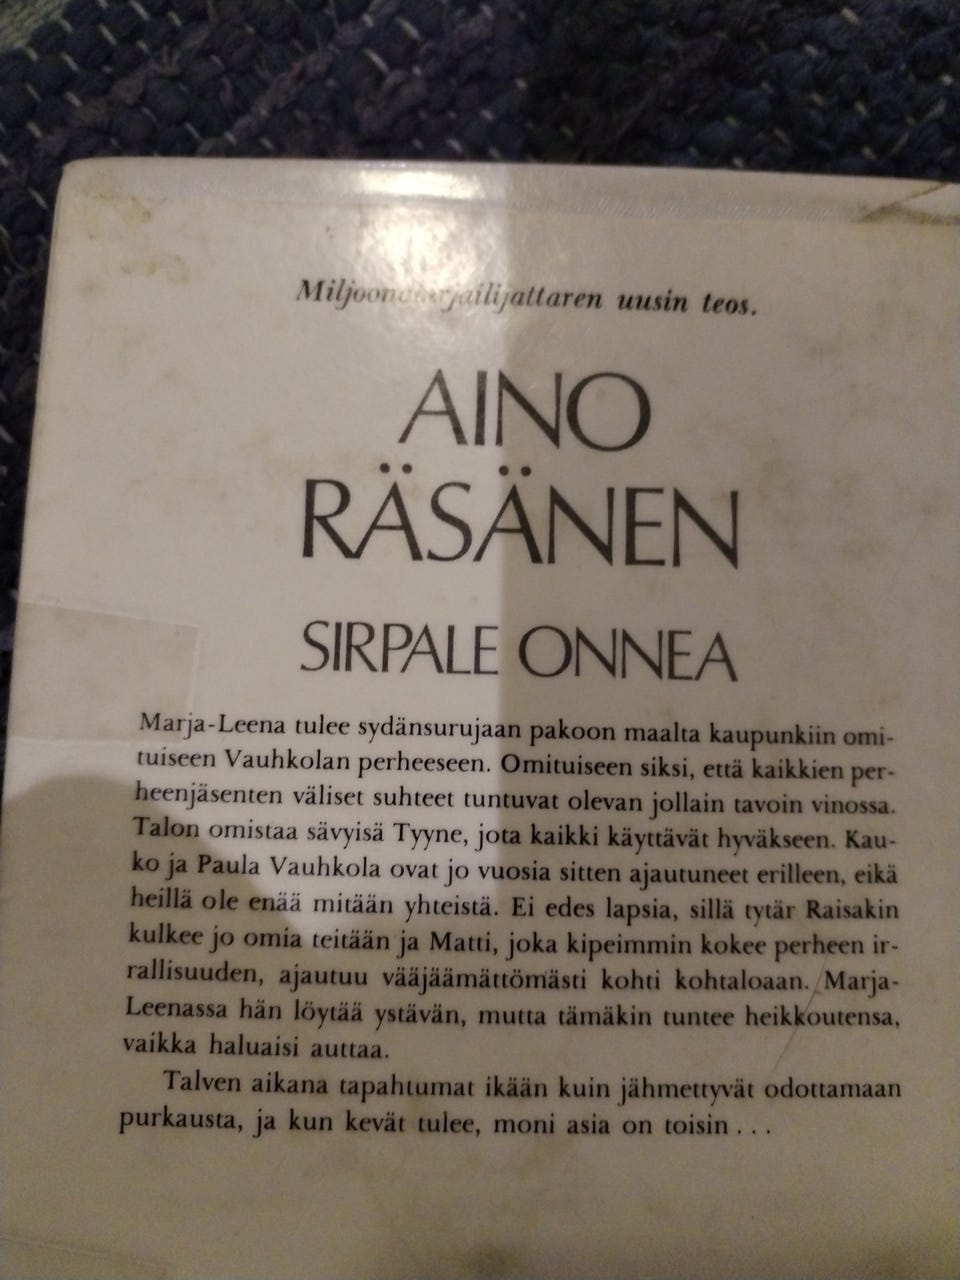 Miljoonakirjailijattaren uusin teos.
AINO
RÄSÄNEN
SIRPALE ONNEA
Marja-Leena tulee sydänsurujaan pakoon maalta kaupunkiin omi-
tuiseen Vauhkolan perheeseen. Omituiseen siksi, että kaikkien per-
heenjäsenten väliset suhteet tuntuvat olevan jollain tavoin vinossa.
Talon omistaa sävyisä Tyyne, jota kaikki käyttävät hyväkseen. Kau-
ko ja Paula Vauhkola ovat jo vuosia sitten ajautuneet erilleen, eikä
heillä ole enää mitään yhteistä. Ei edes lapsia, sillä tytär Raisakin
kulkee jo omia teitään ja Matti, joka kipeimmin kokee perheen ir-
rallisuuden, ajautuu vääjäämättömästi kohti kohtaloaan. Marja-
Leenassa hän löytää ystävän, mutta tämäkin tuntee heikkoutensa,
vaikka haluaisi auttaa.
Talven aikana tapahtumat ikään kuin jähmettyvät odottamaan
purkausta, ja kun kevät tulee, moni asia on toisin . . .